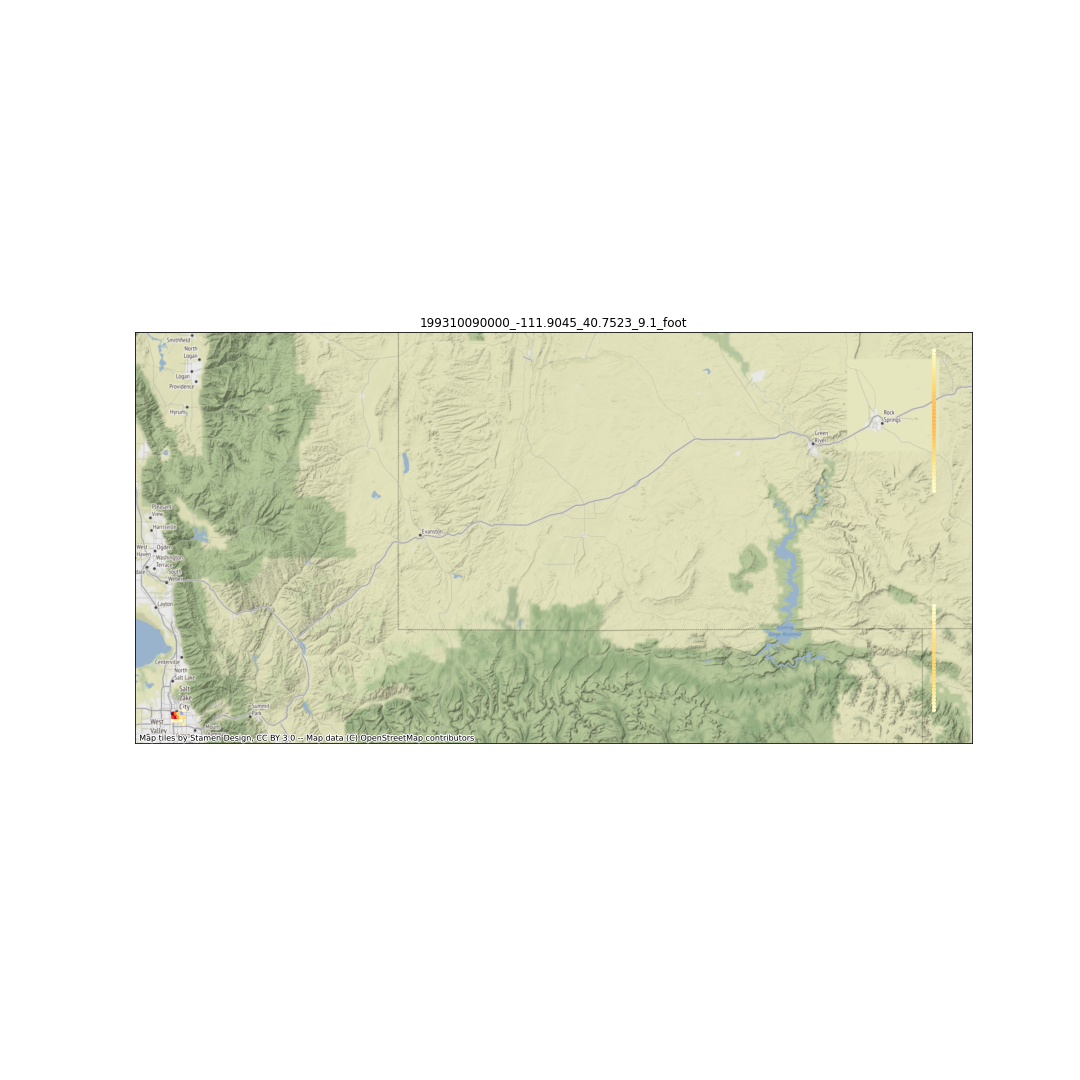 199310090000_-111.9045_40.7523_9.1_foot
Smithfield
North
Logan
Logan
Providence
Hyrum
Rock
Springs
Green
River
Pleasant
View
Harrisville
Evanston
West
Haven
Ogden
Washington
Terrace
South
Weber
Layton
Centerville
North
Salt Lake
Salt
Lake
City
Summit
Park
West
Valley
Map tiles by Stamen Design, CC BY 3.0 -- Map data (C) OpenStreetMap contributors